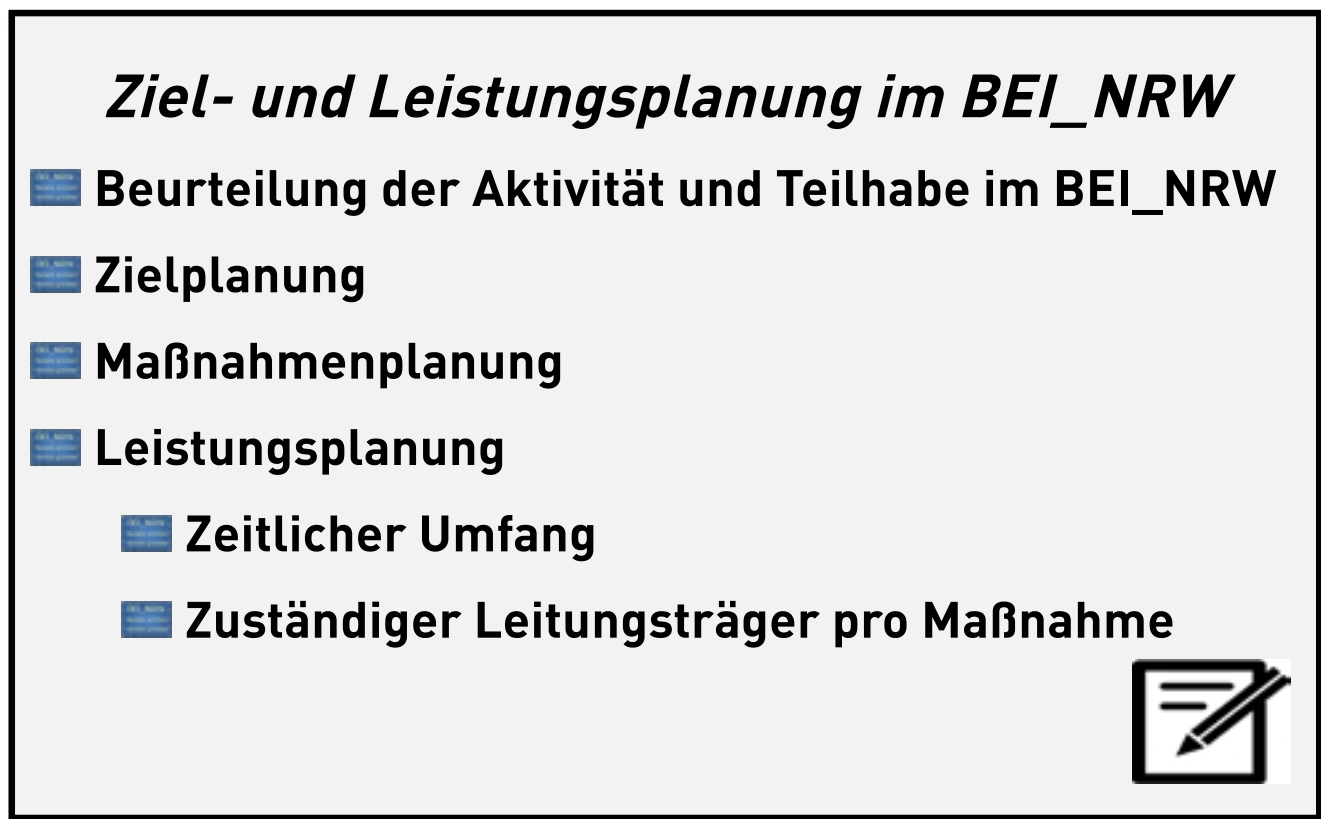 Ziel- und Leistungsplanung im BEI_NRW
Beurteilung der Aktivität und Teilhabe im BEI_NRW
Zielplanung
Maßnahmenplanung
Leistungsplanung
Zeitlicher Umfang
Zuständiger Leitungsträger pro Maßnahme